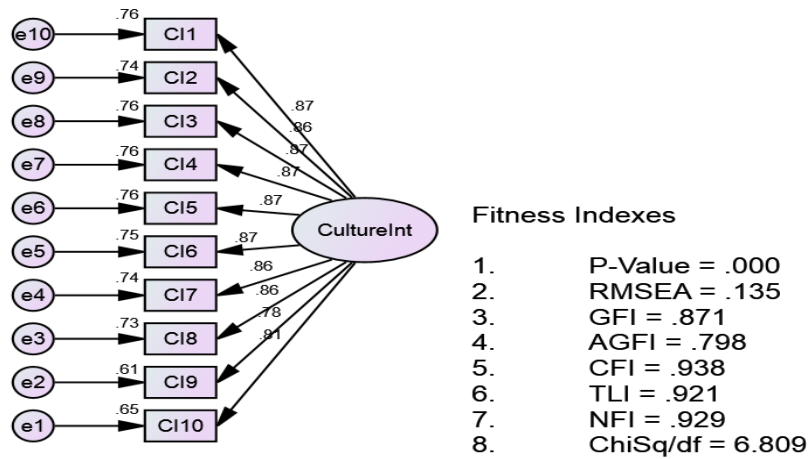 .76
e10 CI1
.74
e9 CI2
.76
e8 CI3
.76
e7 CI4
.76
e6 CI5
.75
e5 CI6
.74
e4 CI7
.73
e3 CI8
.61
e2 CI9
.65
e1 CI10
.87
.86
.87
.87
.87
.87
.86
.86
.78
.81
CultureInt
Fitness Indexes
1. P-Value = .000
2. RMSEA = .135
3. GFI = .871
4. AGFI = .798
5. CFI = .938
6. TLI = .921
7. NFI = .929
8. ChiSq/df = 6.809